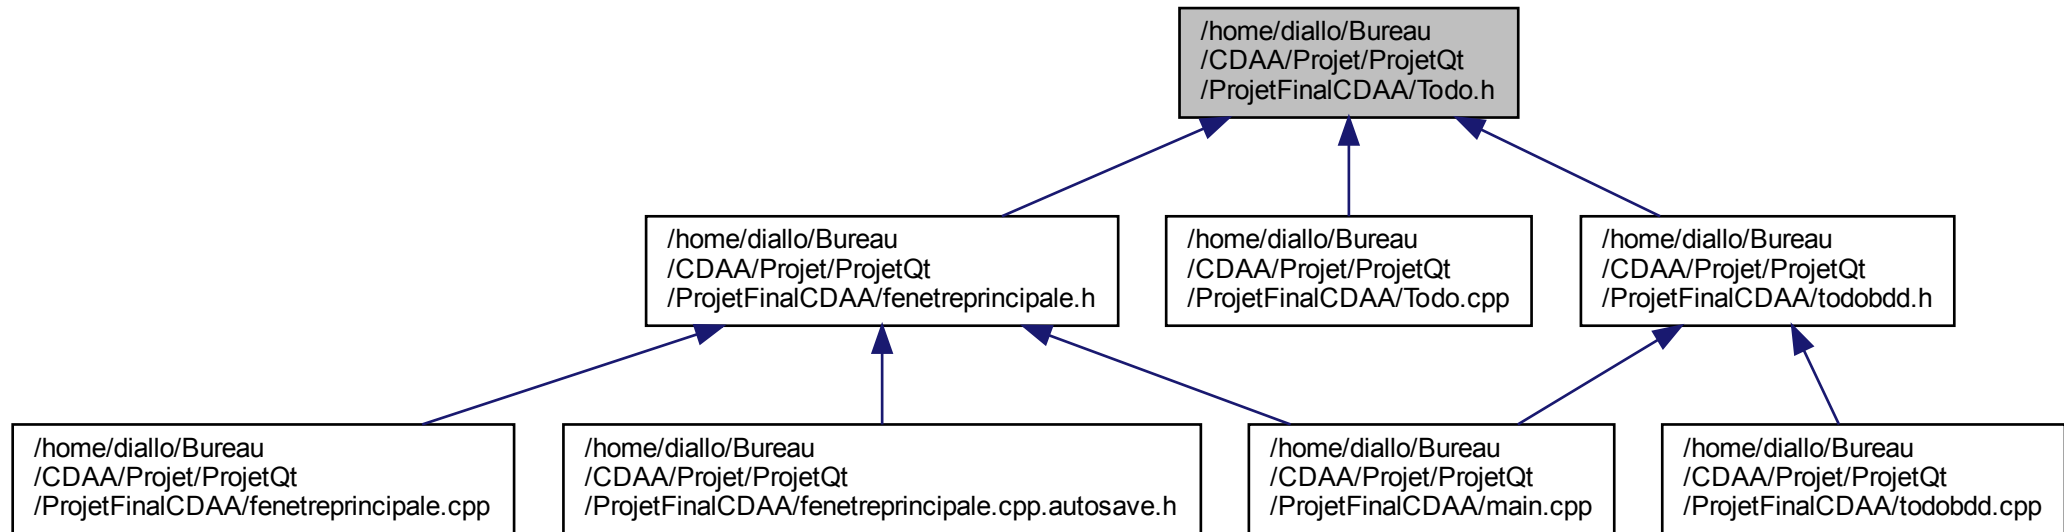 /home/diallo/Bureau
/CDAA/Projet/ProjetQt
/ProjetFinalCDAA/Todo.h
/home/diallo/Bureau
/CDAA/Projet/ProjetQt
/ProjetFinalCDAA/fenetreprincipale.h
/home/diallo/Bureau
/CDAA/Projet/ProjetQt
/ProjetFinalCDAA/Todo.cpp
/home/diallo/Bureau
/CDAA/Projet/ProjetQt
/ProjetFinalCDAA/todobdd.h
/home/diallo/Bureau
/CDAA/Projet/ProjetQt
/ProjetFinalCDAA/fenetreprincipale.cpp
/home/diallo/Bureau
/CDAA/Projet/ProjetQt
/ProjetFinalCDAA/fenetreprincipale.cpp.autosave.h
/home/diallo/Bureau
/CDAA/Projet/ProjetQt
/ProjetFinalCDAA/main.cpp
/home/diallo/Bureau
/CDAA/Projet/ProjetQt
/ProjetFinalCDAA/todobdd.cpp